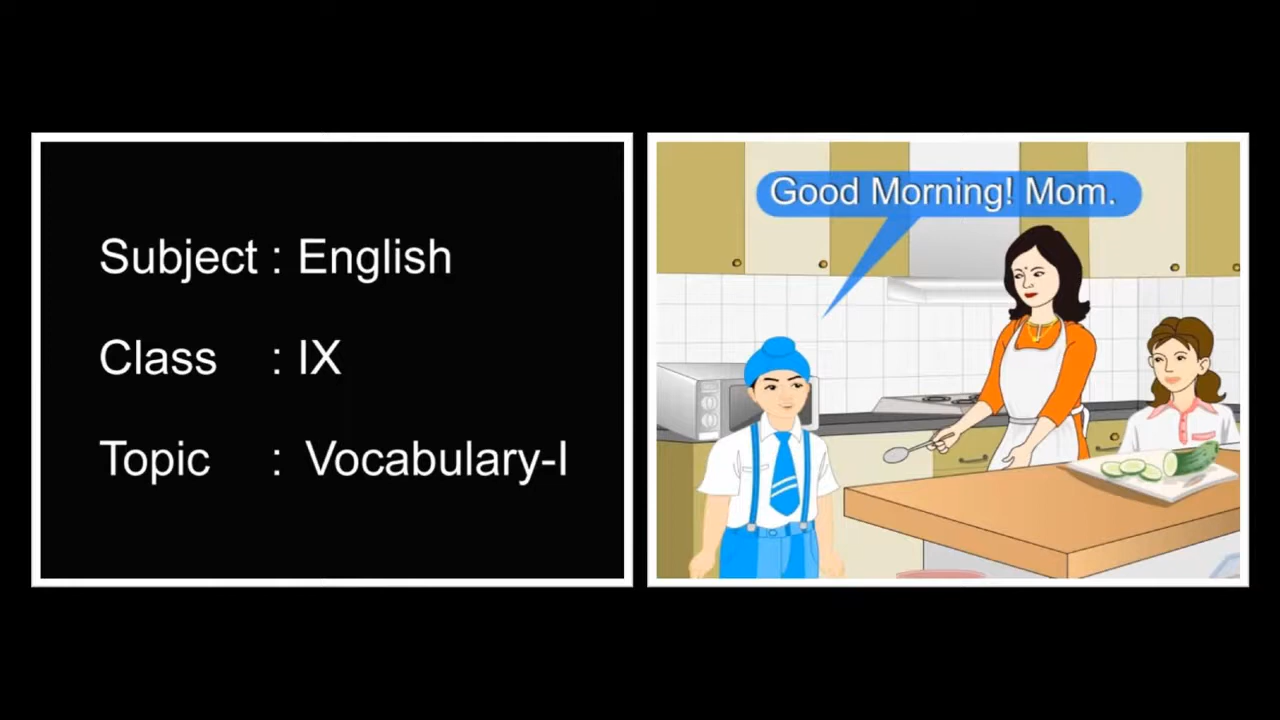 Subject : English
Class : IX
Topic : Vocabulary-I
Good Morning! Mom.